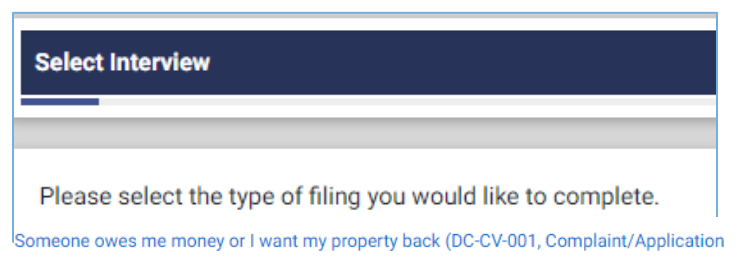 Select Interview
Please select the type of filing you would like to complete.
Someone owes me money or I want my property back (DC-CV-001, Complaint/Application